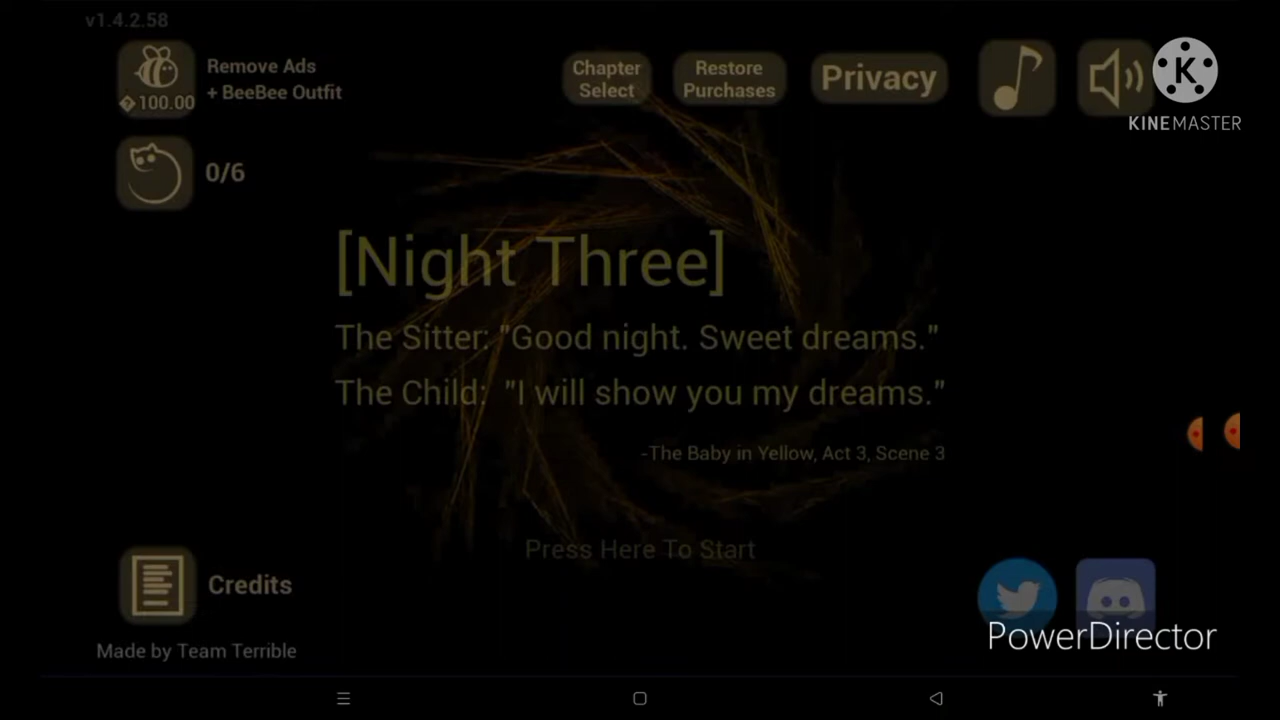 v1.4.2.58
Remove Ads
+ BeeBee Outfit
100.00
Chapter
Select
Restore
Purchases
Privacy
K
KINEMASTER
0/6
[Night Three]
The Sitter: "Good night. Sweet dreams."
The Child: "I will show you my dreams."
-The Baby in Yellow, Act 3, Scene 3
Press Here To Start
Credits
Made by Team Terrible
PowerDirector